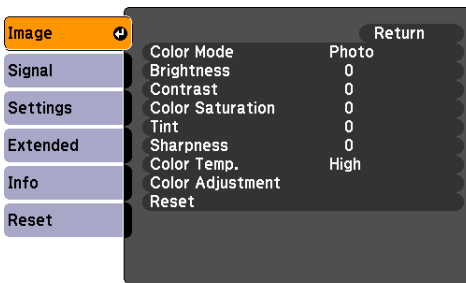 Image
Signal
Settings
Extended
Info
Reset
Return
Color Mode Photo
Brightness 0
Contrast 0
Color Saturation 0
Tint 0
Sharpness 0
Color Temp. High
Color Adjustment
Reset